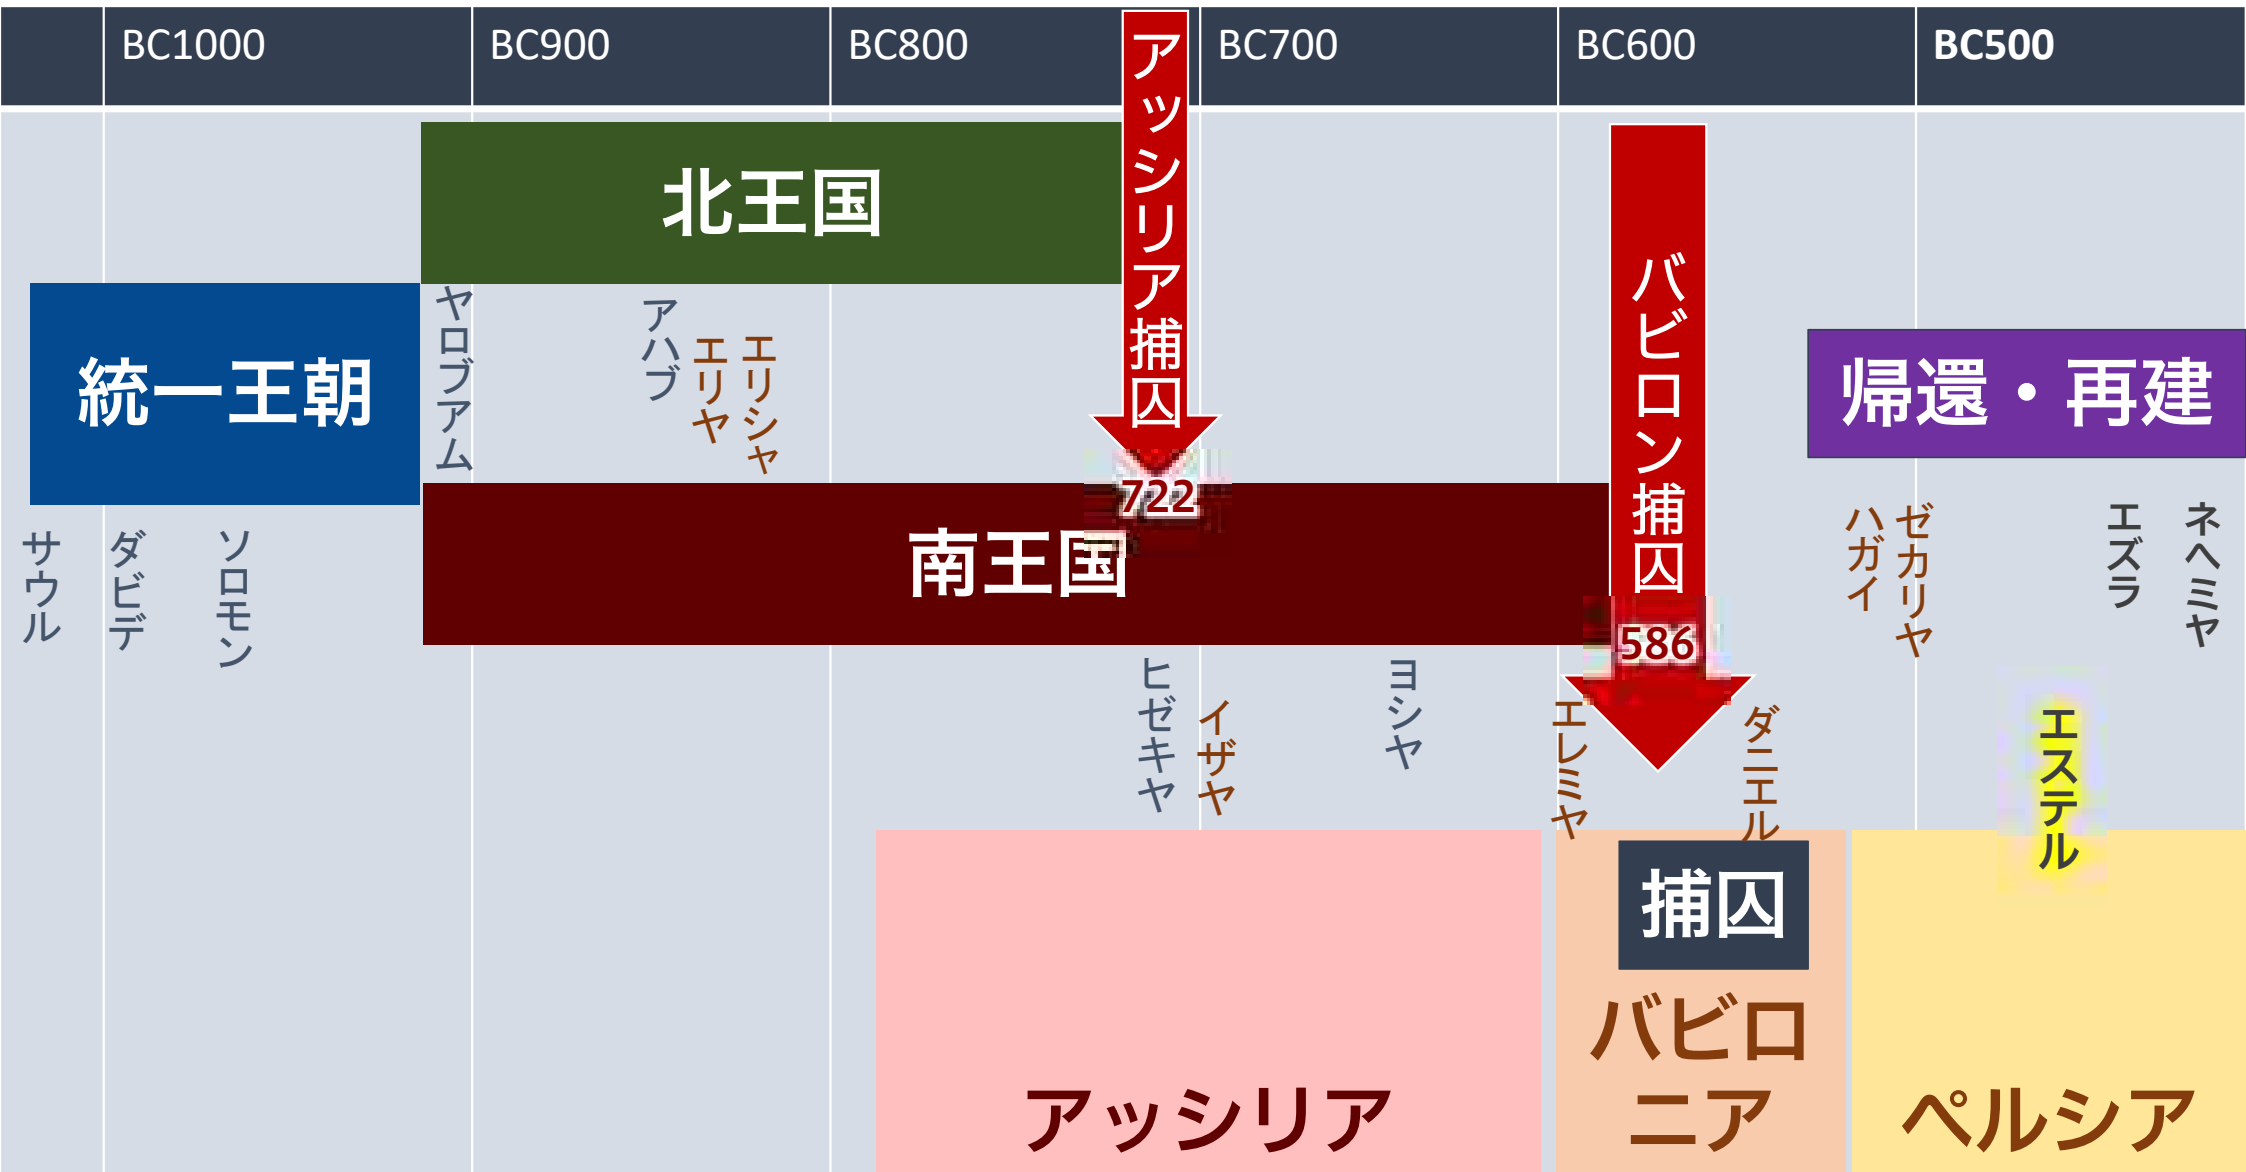 BC1000
BC900
BC800
BC700
BC600
BC500
アッシリア捕囚
722
北王国
バビロン捕囚
586
統一王朝
帰還・再建
ヤロブアム
アハブ
エリヤ
エリシャ
南王国
サウル
ダビデ
ソロモン
ハガイ
ゼカリヤ
エズラ
ネヘミヤ
ヒゼキヤ
イザヤ
ヨシヤ
エレミヤ
ダニエル
エステル
捕囚
アッシリア
バビロ
ニア
ペルシア